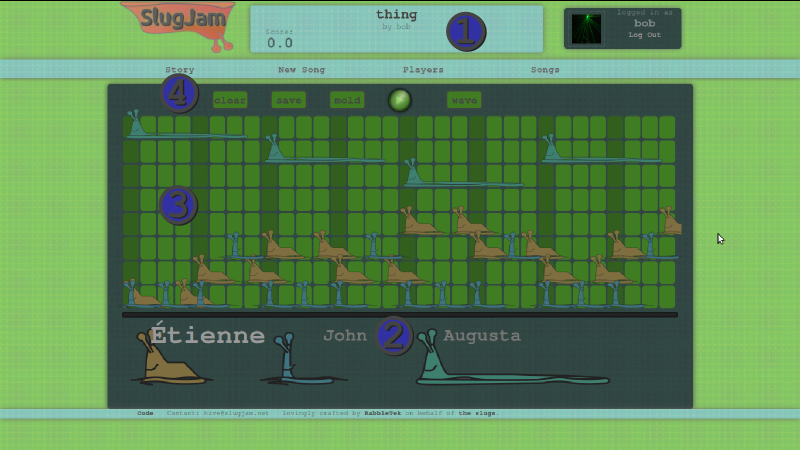 SlugJam
Score:
0.0
thing
by bob
1
logged in as
bob
Log Out
Story New Song Players Songs
4
clear save mold wave
3
Étienne John 2 Augusta
Code Contact: hive@slugjam.net lovingly crafted by RabbleTek on behalf of the slugs.